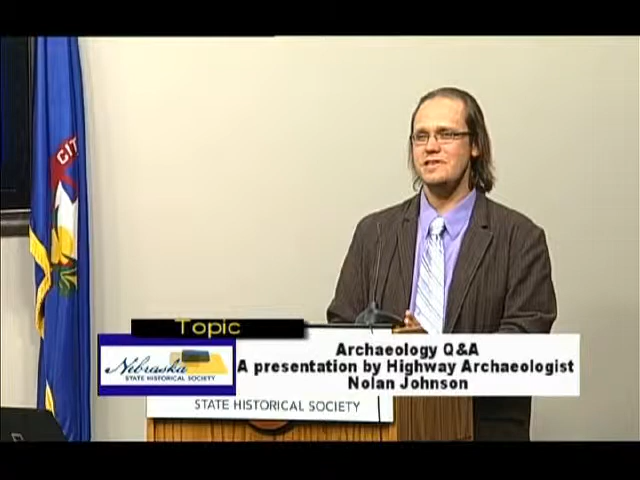 CIT
Topic
Nebraska
STATE HISTORICAL SOCIETY
Archaeology Q&A
A presentation by Highway Archaeologist
Nolan Johnson
STATE HISTORICAL SOCIETY